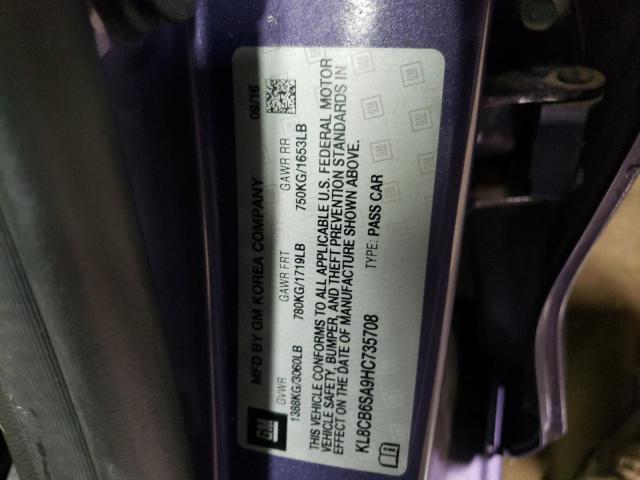 MFD BY GM KOREA COMPANY 09/16
GVWR GAWR FRT GAWR RR
1388KG/3060LB 780KG/1719LB 750KG/1653LB
THIS VEHICLE CONFORMS TO ALL APPLICABLE U.S. FEDERAL MOTOR
VEHICLE SAFETY, BUMPER, AND THEFT PREVENTION STANDARDS IN
EFFECT ON THE DATE OF MANUFACTURE SHOWN ABOVE.
KL8CB6SA9HC735708 TYPE: PASS CAR
GM